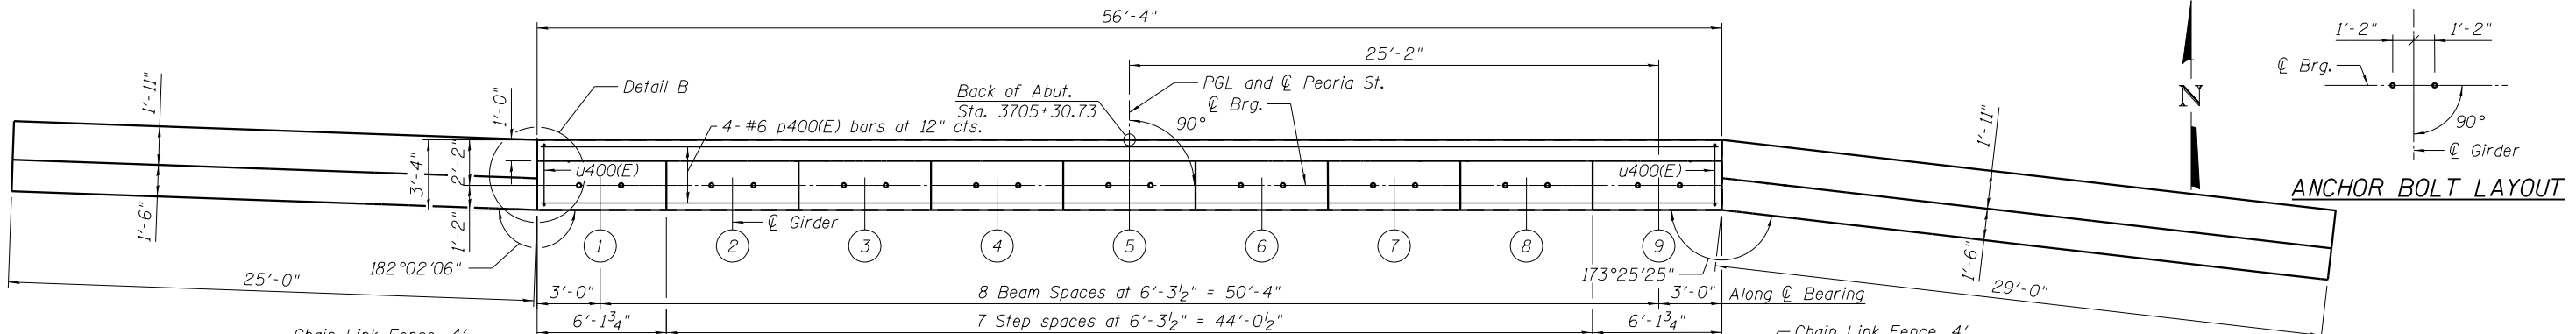 56'-4"
25'-2"
1'-2"
1'-2"
℄ Brg.
90°
℄ Girder
ANCHOR BOLT LAYOUT
N
Detail B
Back of Abut.
Sta. 3705+30.73
PGL and ℄ Peoria St.
℄ Brg.
90°
4-#6 p400(E) bars at 12" cts.
1'-11"
1'-6"
1'-0"
3'-4"
2'-2"
1'-2"
u400(E)
u400(E)
℄ Girder
1
2
3
4
5
6
7
8
9
182°02'06"
173°25'25"
1'-11"
1'-6"
25'-0"
29'-0"
3'-0"
8 Beam Spaces at 6'-3½" = 50'-4"
3'-0"
Along ℄ Bearing
6'-1¾"
7 Step spaces at 6'-3½" = 44'-0½"
6'-1¾"
Chain Link Fence, 4'
Chain Link Fence, 4'